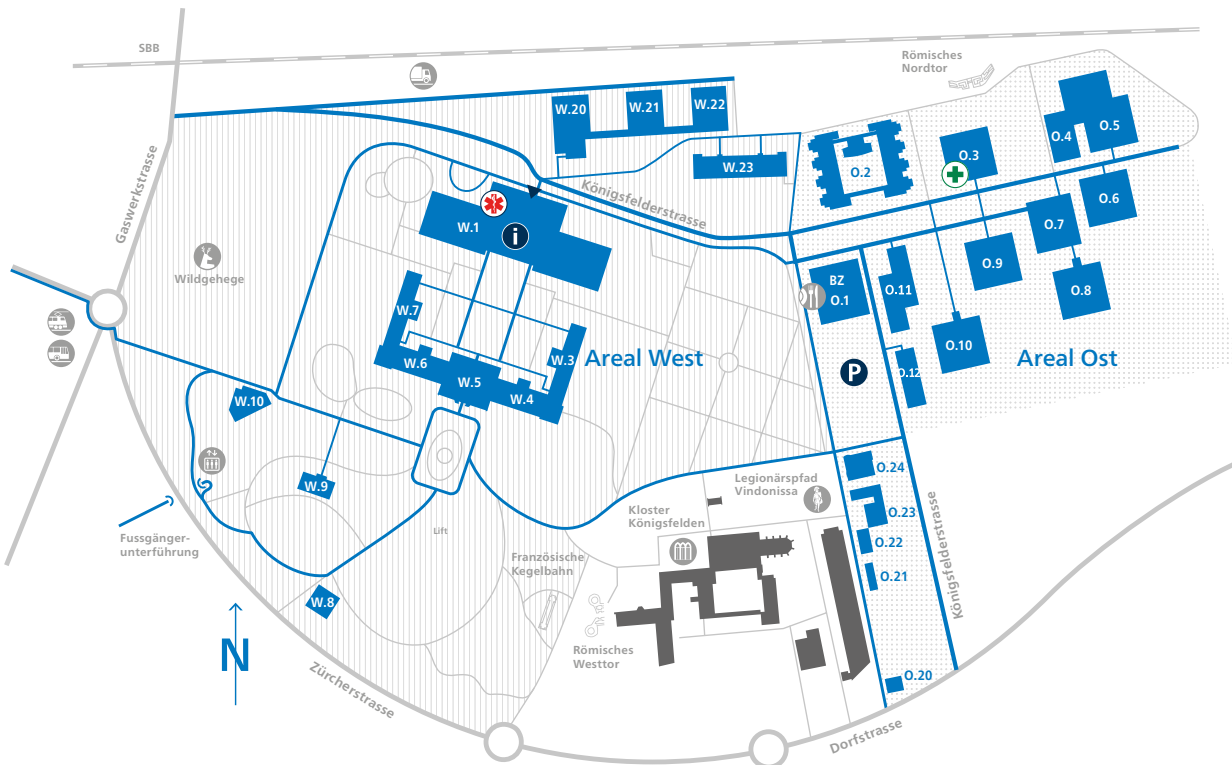 SBB
Römisches
Nordtor
Gaswerkstrasse
W.20
W.21
W.22
W.23
Königsfelderstrasse
O.2
O.3
O.4
O.5
O.6
O.7
O.8
O.9
O.10
O.11
O.12
BZ
O.1
W.1
i
Wildgehege
W.7
W.6
W.5
W.4
W.3
Areal West
Areal Ost
P
W.10
W.9
W.8
Lift
Fussgänger-
unterführung
Französische
Kegelbahn
Kloster
Königsfelden
Legionärspfad
Vindonissa
O.24
O.23
O.22
O.21
O.20
Königsfelderstrasse
Römisches
Westtor
N
Zürcherstrasse
Dorfstrasse